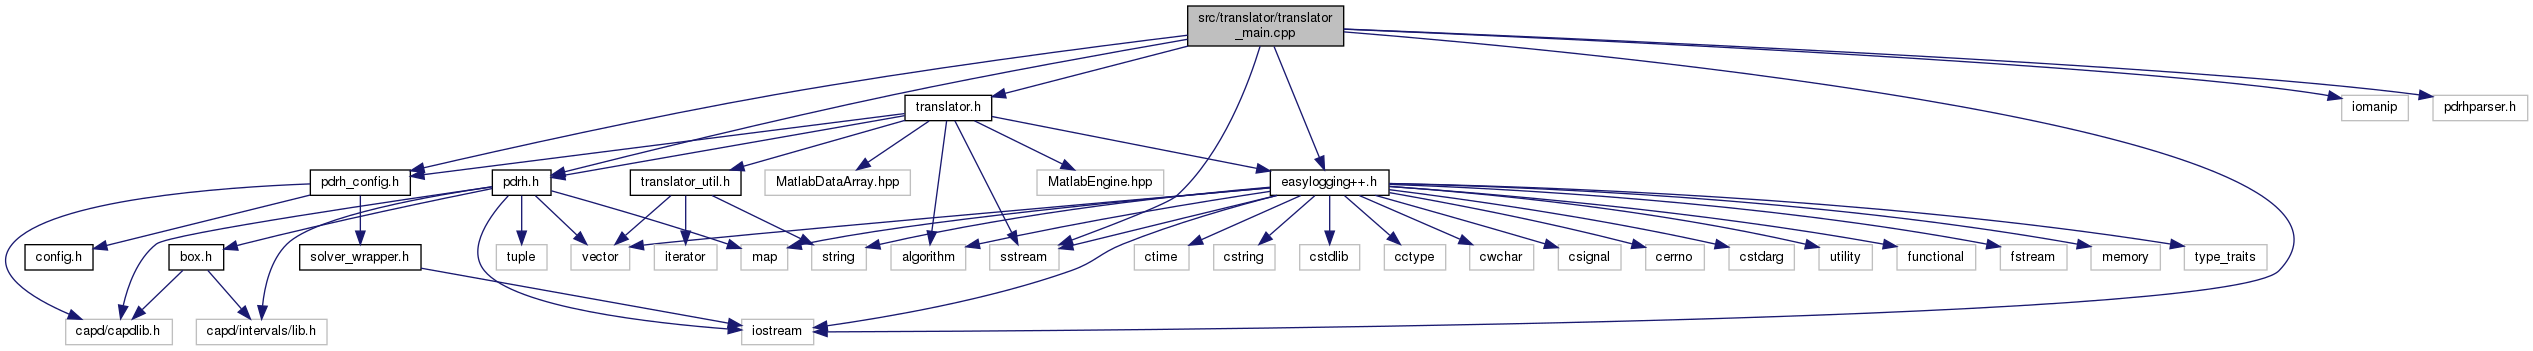 src/translator/translator
_main.cpp
translator.h
iomanip
pdrhparser.h
pdrh_config.h
pdrh.h
translator_util.h
MatlabDataArray.hpp
MatlabEngine.hpp
easylogging++.h
config.h
box.h
solver_wrapper.h
tuple
vector
iterator
map
string
algorithm
sstream
ctime
cstring
cstdlib
cctype
cwchar
csignal
cerrno
cstdarg
utility
functional
fstream
memory
type_traits
capd/capdlib.h
capd/intervals/lib.h
iostream